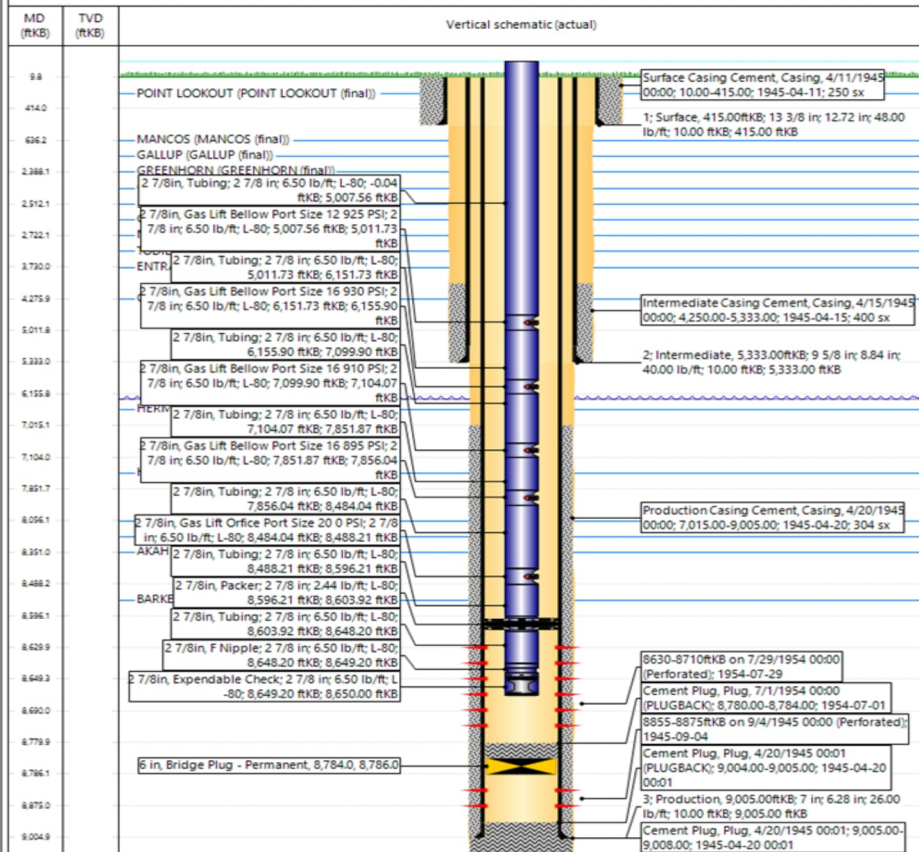 MD
(ftKB)
TVD
(ftKB)
Vertical schematic (actual)
9.8
414.0
636.2
2,388.1
2,512.1
2,722.1
3,730.0
4,275.9
5,011.8
5,333.0
6,155.8
7,015.1
7,104.0
7,851.7
8,056.1
8,351.0
8,488.2
8,596.1
8,629.9
8,649.3
8,690.0
8,779.9
8,786.1
8,875.0
9,004.9
POINT LOOKOUT (POINT LOOKOUT (final))
MANCOS (MANCOS (final))
GALLUP (GALLUP (final))
GREENHORN (GREENHORN (final))
2 7/8in, Tubing; 2 7/8 in; 6.50 lb/ft; L-80; -0.04
ftKB; 5,007.56 ftKB
2 7/8in, Gas Lift Bellow Port Size 12 925 PSI; 2
7/8 in; 6.50 lb/ft; L-80; 5,007.56 ftKB; 5,011.73
ftKB
ENTRA
2 7/8in, Tubing; 2 7/8 in; 6.50 lb/ft; L-80;
5,011.73 ftKB; 6,151.73 ftKB
2 7/8in, Gas Lift Bellow Port Size 16 930 PSI; 2
7/8 in; 6.50 lb/ft; L-80; 6,151.73 ftKB; 6,155.90
ftKB
2 7/8in, Tubing; 2 7/8 in; 6.50 lb/ft; L-80;
6,155.90 ftKB; 7,099.90 ftKB
2 7/8in, Gas Lift Bellow Port Size 16 910 PSI; 2
7/8 in; 6.50 lb/ft; L-80; 7,099.90 ftKB; 7,104.07
ftKB
HERM
2 7/8in, Tubing; 2 7/8 in; 6.50 lb/ft; L-80;
7,104.07 ftKB; 7,851.87 ftKB
2 7/8in, Gas Lift Bellow Port Size 16 895 PSI; 2
7/8 in; 6.50 lb/ft; L-80; 7,851.87 ftKB; 7,856.04
ftKB
2 7/8in, Tubing; 2 7/8 in; 6.50 lb/ft; L-80;
7,856.04 ftKB; 8,484.04 ftKB
2 7/8in, Gas Lift Orfice Port Size 20 0 PSI; 2 7/8
in; 6.50 lb/ft; L-80; 8,484.04 ftKB; 8,488.21 ftKB
AKAH
2 7/8in, Tubing; 2 7/8 in; 6.50 lb/ft; L-80;
8,488.21 ftKB; 8,596.21 ftKB
2 7/8in, Packer; 2 7/8 in; 2.44 lb/ft; L-80;
8,596.21 ftKB; 8,603.92 ftKB
BARKE
2 7/8in, Tubing; 2 7/8 in; 6.50 lb/ft; L-80;
8,603.92 ftKB; 8,648.20 ftKB
2 7/8in, F Nipple; 2 7/8 in; 6.50 lb/ft; L-80;
8,648.20 ftKB; 8,649.20 ftKB
2 7/8in, Expendable Check; 2 7/8 in; 6.50 lb/ft; L
-80; 8,649.20 ftKB; 8,650.00 ftKB
6 in, Bridge Plug - Permanent, 8,784.0, 8,786.0
Surface Casing Cement, Casing, 4/11/1945
00:00; 10.00-415.00; 1945-04-11; 250 sx
1; Surface, 415.00ftKB; 13 3/8 in; 12.72 in; 48.00
lb/ft; 10.00 ftKB; 415.00 ftKB
Intermediate Casing Cement, Casing, 4/15/1945
00:00; 4,250.00-5,333.00; 1945-04-15; 400 sx
2; Intermediate, 5,333.00ftKB; 9 5/8 in; 8.84 in;
40.00 lb/ft; 10.00 ftKB; 5,333.00 ftKB
Production Casing Cement, Casing, 4/20/1945
00:00; 7,015.00-9,005.00; 1945-04-20; 304 sx
8630-8710ftKB on 7/29/1954 00:00
(Perforated); 1954-07-29
Cement Plug, Plug, 7/1/1954 00:00
(PLUGBACK); 8,780.00-8,784.00; 1954-07-01
8855-8875ftKB on 9/4/1945 00:00 (Perforated);
1945-09-04
Cement Plug, Plug, 4/20/1945 00:01
(PLUGBACK); 9,004.00-9,005.00; 1945-04-20
00:01
3; Production, 9,005.00ftKB; 7 in; 6.28 in; 26.00
lb/ft; 10.00 ftKB; 9,005.00 ftKB
Cement Plug, Plug, 4/20/1945 00:01; 9,005.00-
9,008.00; 1945-04-20 00:01